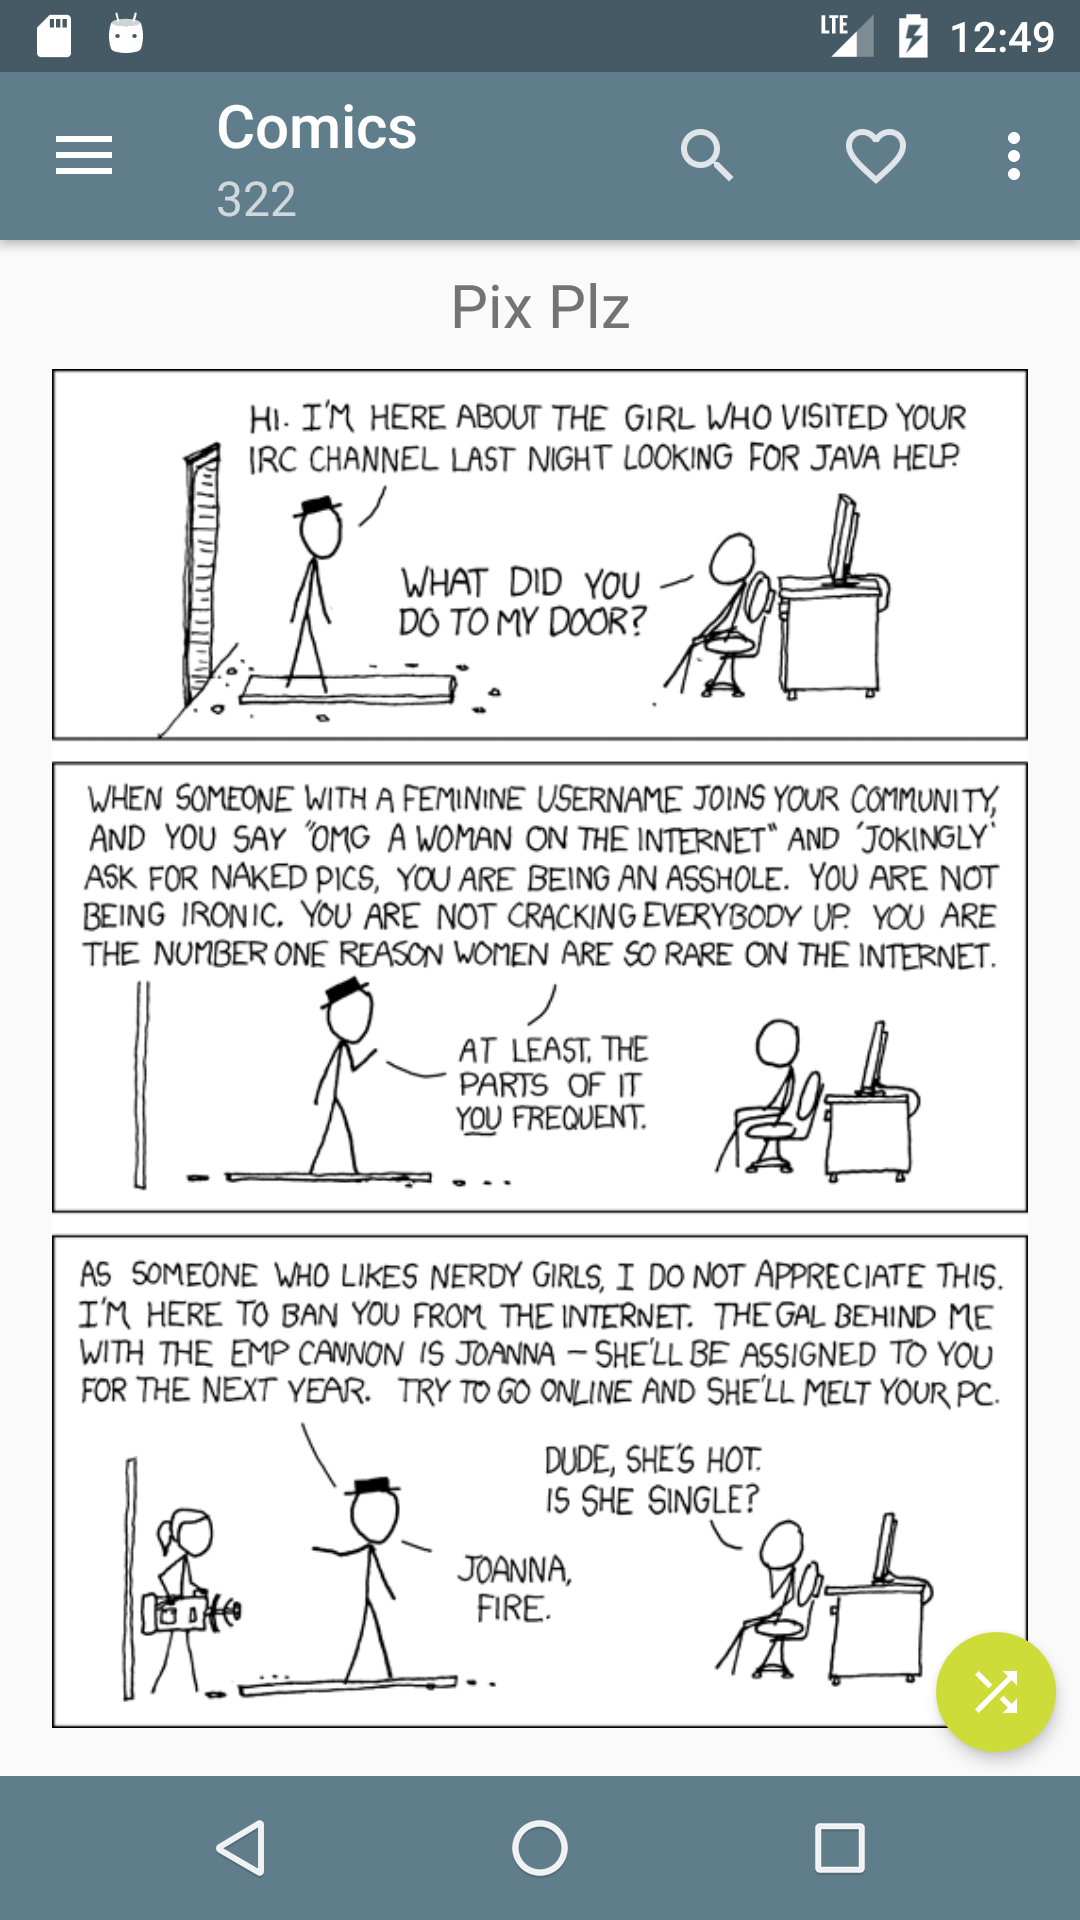 LTE 12:49
Comics
322
Pix Plz
HI. I'M HERE ABOUT THE GIRL WHO VISITED YOUR
IRC CHANNEL LAST NIGHT LOOKING FOR JAVA HELP.
WHAT DID YOU
DO TO MY DOOR?
WHEN SOMEONE WITH A FEMININE USERNAME JOINS YOUR COMMUNITY,
AND YOU SAY "OMG A WOMAN ON THE INTERNET" AND 'JOKINGLY'
ASK FOR NAKED PICS, YOU ARE BEING AN ASSHOLE. YOU ARE NOT
BEING IRONIC. YOU ARE NOT CRACKING EVERYBODY UP. YOU ARE
THE NUMBER ONE REASON WOMEN ARE SO RARE ON THE INTERNET.
AT LEAST, THE
PARTS OF IT
YOU FREQUENT.
AS SOMEONE WHO LIKES NERDY GIRLS, I DO NOT APPRECIATE THIS.
I'M HERE TO BAN YOU FROM THE INTERNET. THE GAL BEHIND ME
WITH THE EMP CANNON IS JOANNA — SHE'LL BE ASSIGNED TO YOU
FOR THE NEXT YEAR. TRY TO GO ONLINE AND SHE'LL MELT YOUR PC.
DUDE, SHE'S HOT.
IS SHE SINGLE?
JOANNA,
FIRE.